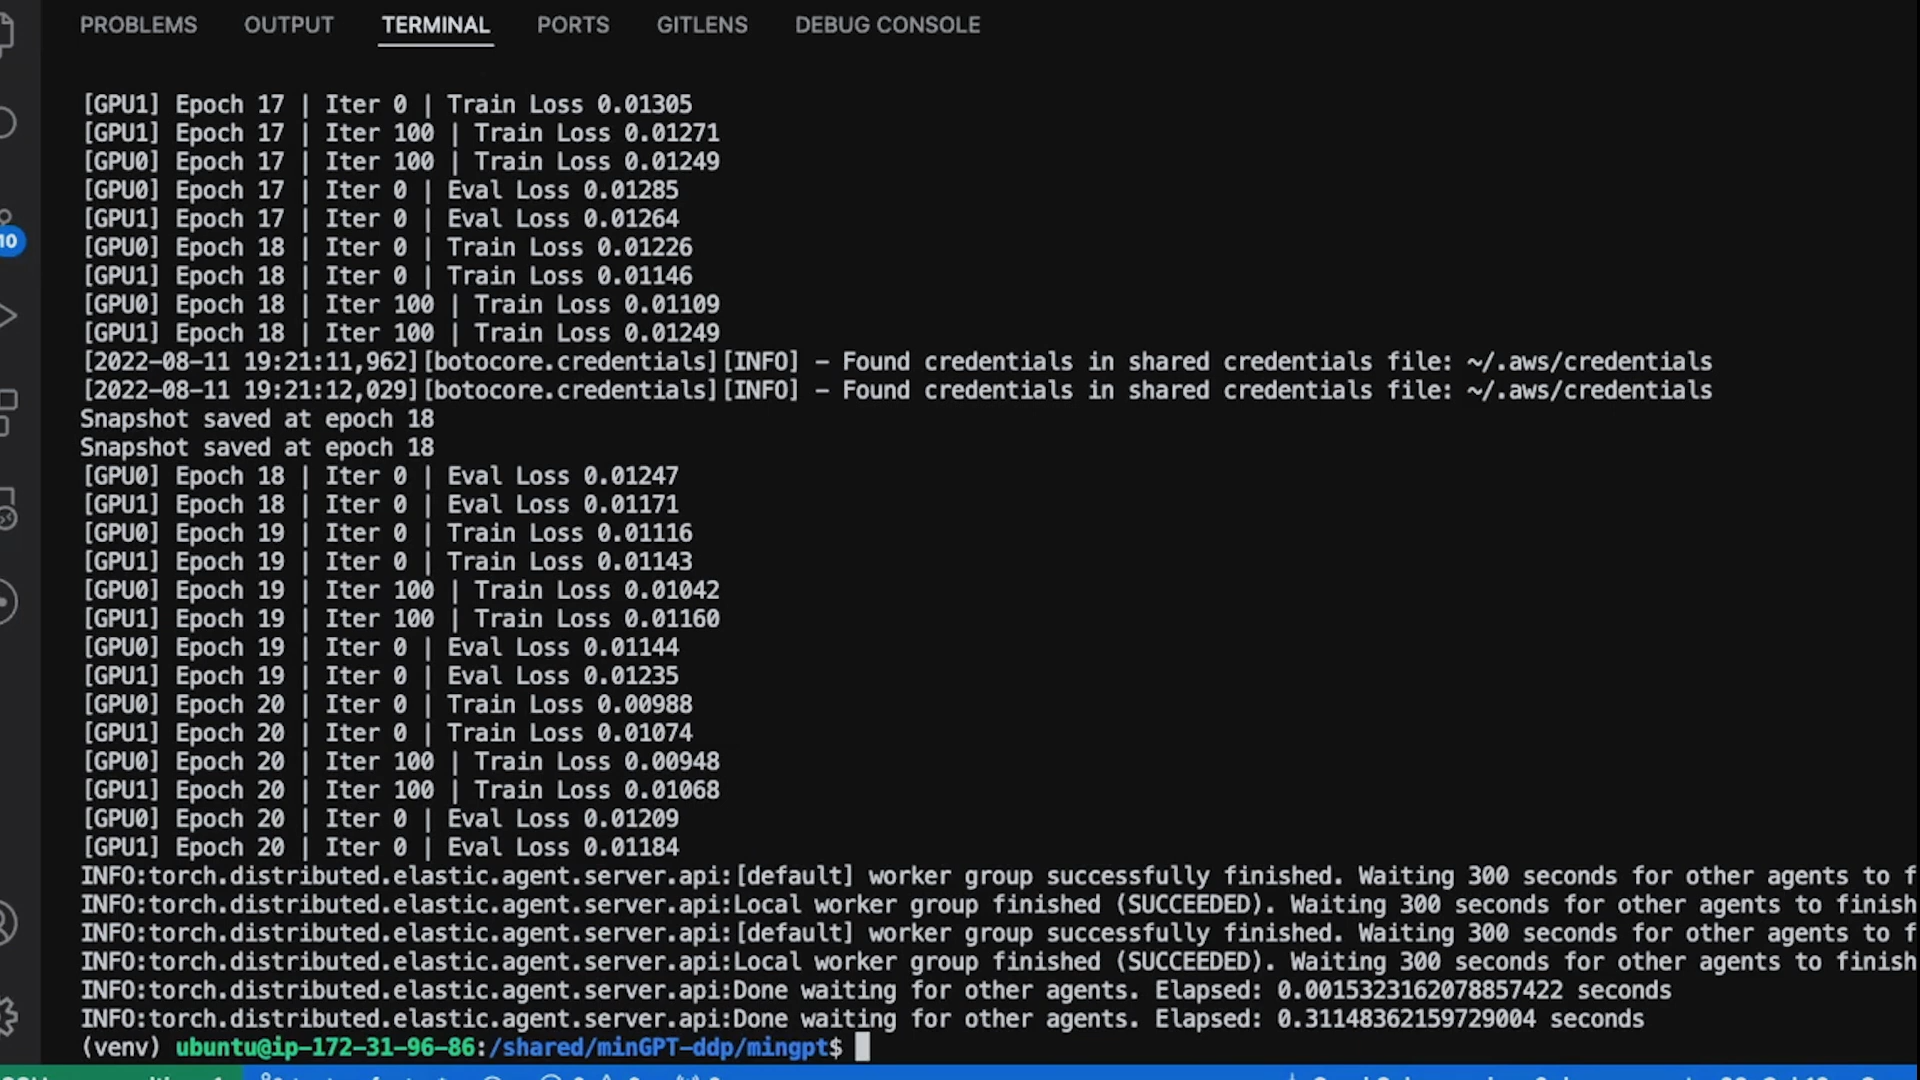 PROBLEMS OUTPUT TERMINAL PORTS GITLENS DEBUG CONSOLE
[GPU1] Epoch 17 | Iter 0 | Train Loss 0.01305
[GPU1] Epoch 17 | Iter 100 | Train Loss 0.01271
[GPU0] Epoch 17 | Iter 100 | Train Loss 0.01249
[GPU0] Epoch 17 | Iter 0 | Eval Loss 0.01285
[GPU1] Epoch 17 | Iter 0 | Eval Loss 0.01264
[GPU0] Epoch 18 | Iter 0 | Train Loss 0.01226
[GPU1] Epoch 18 | Iter 0 | Train Loss 0.01146
[GPU0] Epoch 18 | Iter 100 | Train Loss 0.01109
[GPU1] Epoch 18 | Iter 100 | Train Loss 0.01249
[2022-08-11 19:21:11,962][botocore.credentials][INFO] - Found credentials in shared credentials file: ~/.aws/credentials
[2022-08-11 19:21:12,029][botocore.credentials][INFO] - Found credentials in shared credentials file: ~/.aws/credentials
Snapshot saved at epoch 18
Snapshot saved at epoch 18
[GPU0] Epoch 18 | Iter 0 | Eval Loss 0.01247
[GPU1] Epoch 18 | Iter 0 | Eval Loss 0.01171
[GPU0] Epoch 19 | Iter 0 | Train Loss 0.01116
[GPU1] Epoch 19 | Iter 0 | Train Loss 0.01143
[GPU0] Epoch 19 | Iter 100 | Train Loss 0.01042
[GPU1] Epoch 19 | Iter 100 | Train Loss 0.01160
[GPU0] Epoch 19 | Iter 0 | Eval Loss 0.01144
[GPU1] Epoch 19 | Iter 0 | Eval Loss 0.01235
[GPU0] Epoch 20 | Iter 0 | Train Loss 0.00988
[GPU1] Epoch 20 | Iter 0 | Train Loss 0.01074
[GPU0] Epoch 20 | Iter 100 | Train Loss 0.00948
[GPU1] Epoch 20 | Iter 100 | Train Loss 0.01068
[GPU0] Epoch 20 | Iter 0 | Eval Loss 0.01209
[GPU1] Epoch 20 | Iter 0 | Eval Loss 0.01184
INFO:torch.distributed.elastic.agent.server.api:[default] worker group successfully finished. Waiting 300 seconds for other agents to f
INFO:torch.distributed.elastic.agent.server.api:Local worker group finished (SUCCEEDED). Waiting 300 seconds for other agents to finish
INFO:torch.distributed.elastic.agent.server.api:[default] worker group successfully finished. Waiting 300 seconds for other agents to f
INFO:torch.distributed.elastic.agent.server.api:Local worker group finished (SUCCEEDED). Waiting 300 seconds for other agents to finish
INFO:torch.distributed.elastic.agent.server.api:Done waiting for other agents. Elapsed: 0.0015323162078857422 seconds
INFO:torch.distributed.elastic.agent.server.api:Done waiting for other agents. Elapsed: 0.31148362159729004 seconds
(venv) ubuntu@ip-172-31-96-86:/shared/minGPT-ddp/mingpt$
10